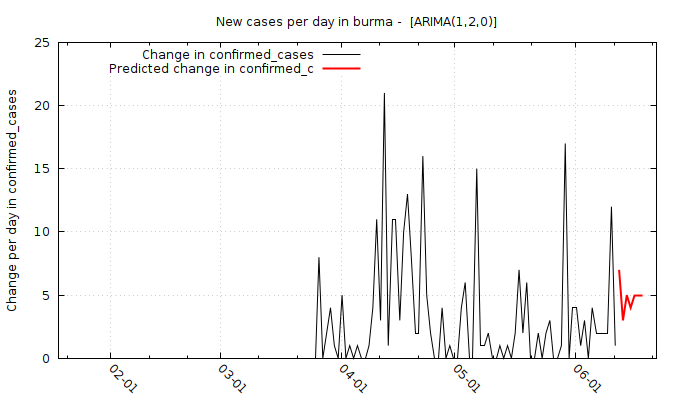 New cases per day in burma -  [ARIMA(1,2,0)]
Change in confirmed_cases
Predicted change in confirmed_c
Change per day in confirmed_cases
25
20
15
10
5
0
02-01
03-01
04-01
05-01
06-01